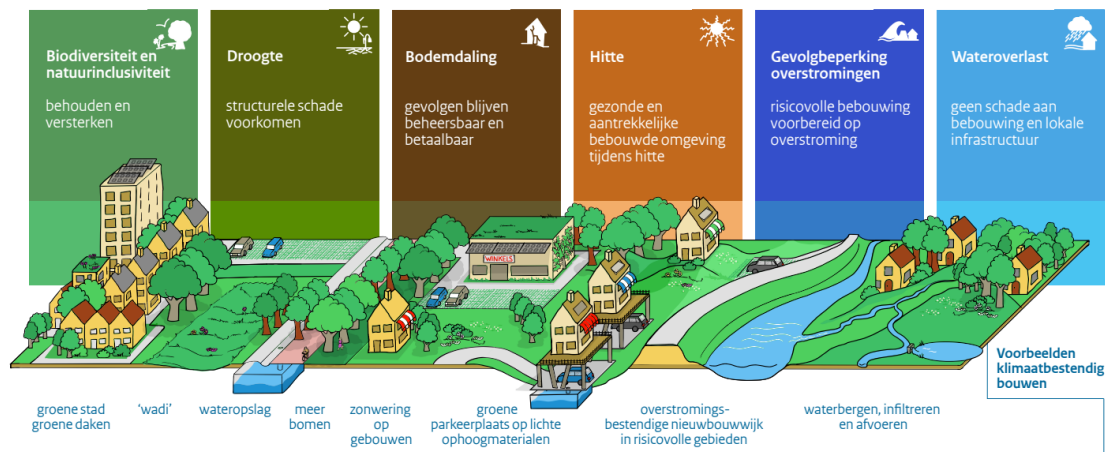 Biodiversiteit en
natuurinclusiviteit
behouden en
versterken
Droogte
structurele schade
voorkomen
Bodemdaling
gevolgen blijven
beheersbaar en
betaalbaar
Hitte
gezonde en
aantrekkelijke
bebouwde omgeving
tijdens hitte
Gevolgbeperking
overstromingen
risicovolle bebouwing
voorbereid op
overstroming
Wateroverlast
geen schade aan
bebouwing en lokale
infrastructuur
WINKELS
Voorbeelden
klimaatbestendig
bouwen
groene stad
groene daken
‘wadi’
wateropslag
meer
bomen
zonwering
op
gebouwen
groene
parkeerplaats op lichte
ophoogmaterialen
overstromings-
bestendige nieuwbouwwijk
in risicovolle gebieden
waterbergen, infiltreren
en afvoeren